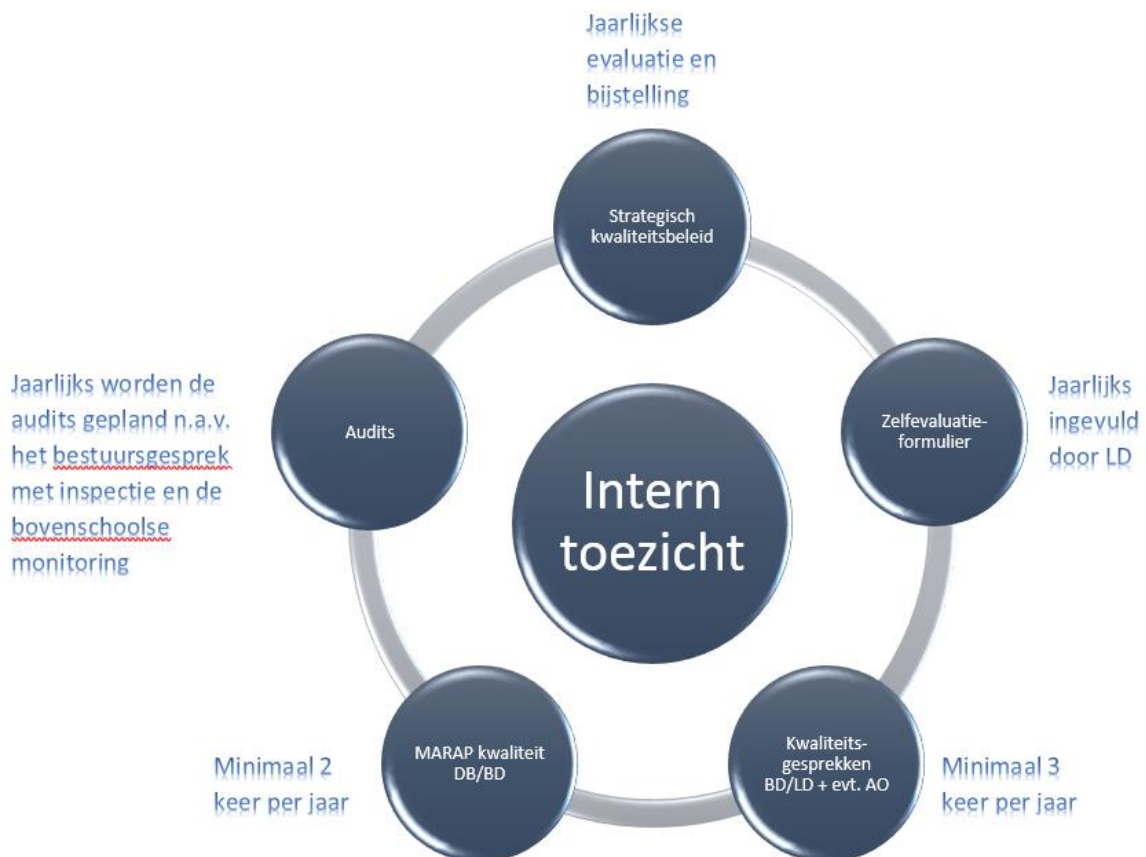 Jaarlijkse
evaluatie en
bijstelling
Strategisch
kwaliteitsbeleid
Jaarlijks worden de
audits gepland n.a.v.
het bestuursgesprek
met inspectie en de
bovenschoolse
monitoring
Audits
Intern
toezicht
Zelfevaluatie-
formulier
Jaarlijks
ingevuld
door LD
Minimaal 2
keer per jaar
MARAP kwaliteit
DB/BD
Kwaliteits-
gesprekken
BD/LD + evt. AO
Minimaal 3
keer per jaar